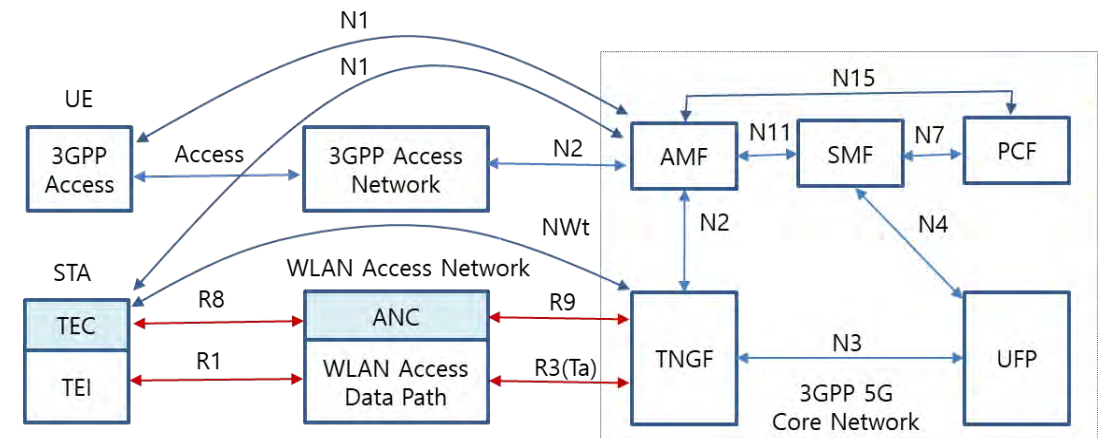 N1
N1
N15
UE
3GPP
Access
Access
3GPP Access
Network
N2
AMF
N11
SMF
N7
PCF
N2
N4
NWt
STA
WLAN Access Network
TEC
R8
ANC
R9
TEI
R1
WLAN Access
Data Path
R3(Ta)
TNGF
N3
UFP
3GPP 5G
Core Network